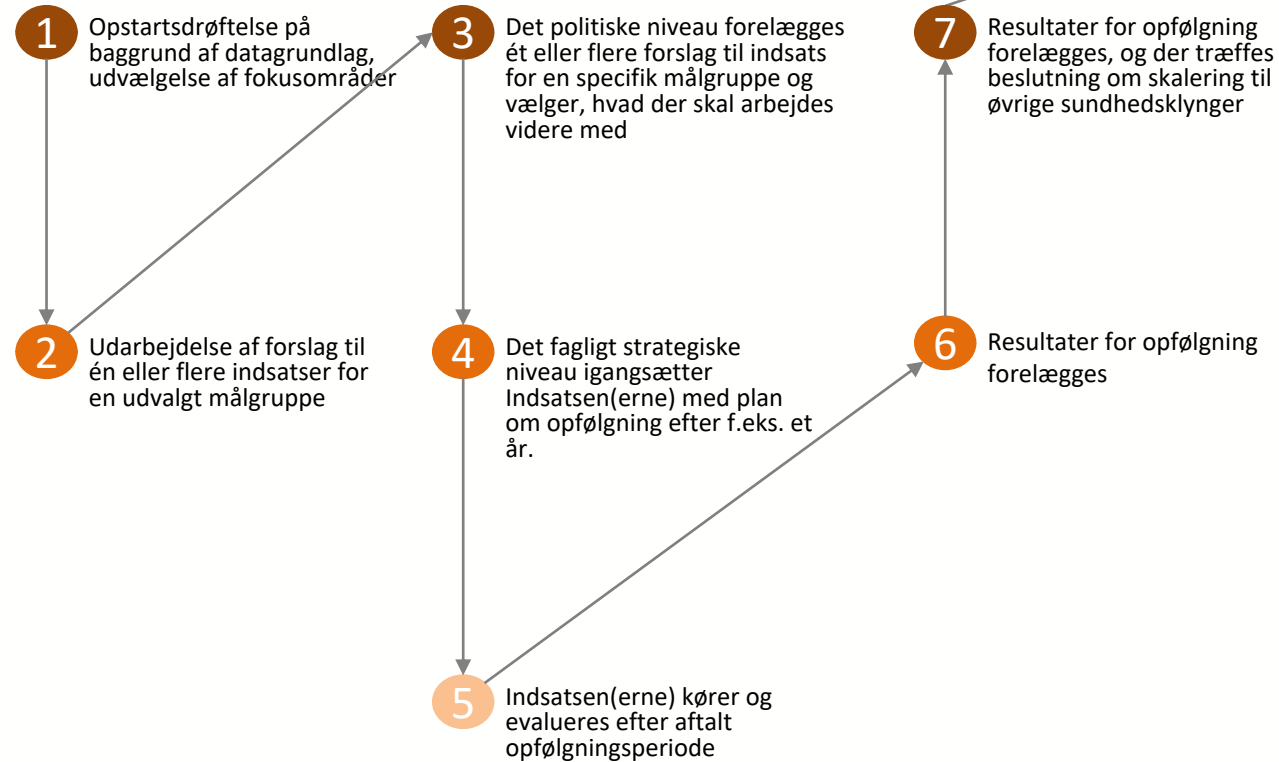 1
Opstartsdrøftelse på
baggrund af datagrundlag,
udvælgelse af fokusområder
2
Udarbejdelse af forslag til
én eller flere indsatser for
en udvalgt målgruppe
3
Det politiske niveau forelægges
ét eller flere forslag til indsats
for en specifik målgruppe og
vælger, hvad der skal arbejdes
videre med
4
Det fagligt strategiske
niveau igangsætter
Indsatsen(erne) med plan
om opfølgning efter f.eks. et
år.
5
Indsatsen(erne) kører og
evalueres efter aftalt
opfølgningsperiode
6
Resultater for opfølgning
forelægges
7
Resultater for opfølgning
forelægges, og der træffes
beslutning om skalering til
øvrige sundhedsklynger